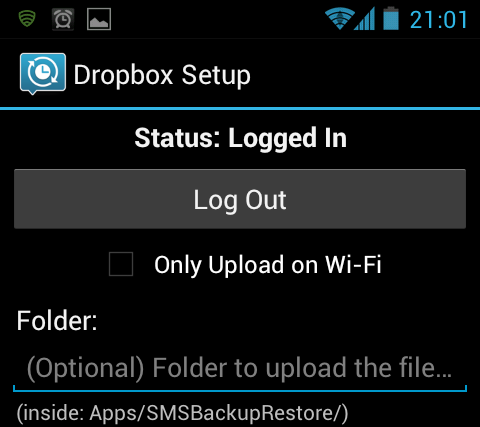 21:01
Dropbox Setup
Status: Logged In
Log Out
Only Upload on Wi-Fi
Folder:
(Optional) Folder to upload the file...
(inside: Apps/SMSBackupRestore/)